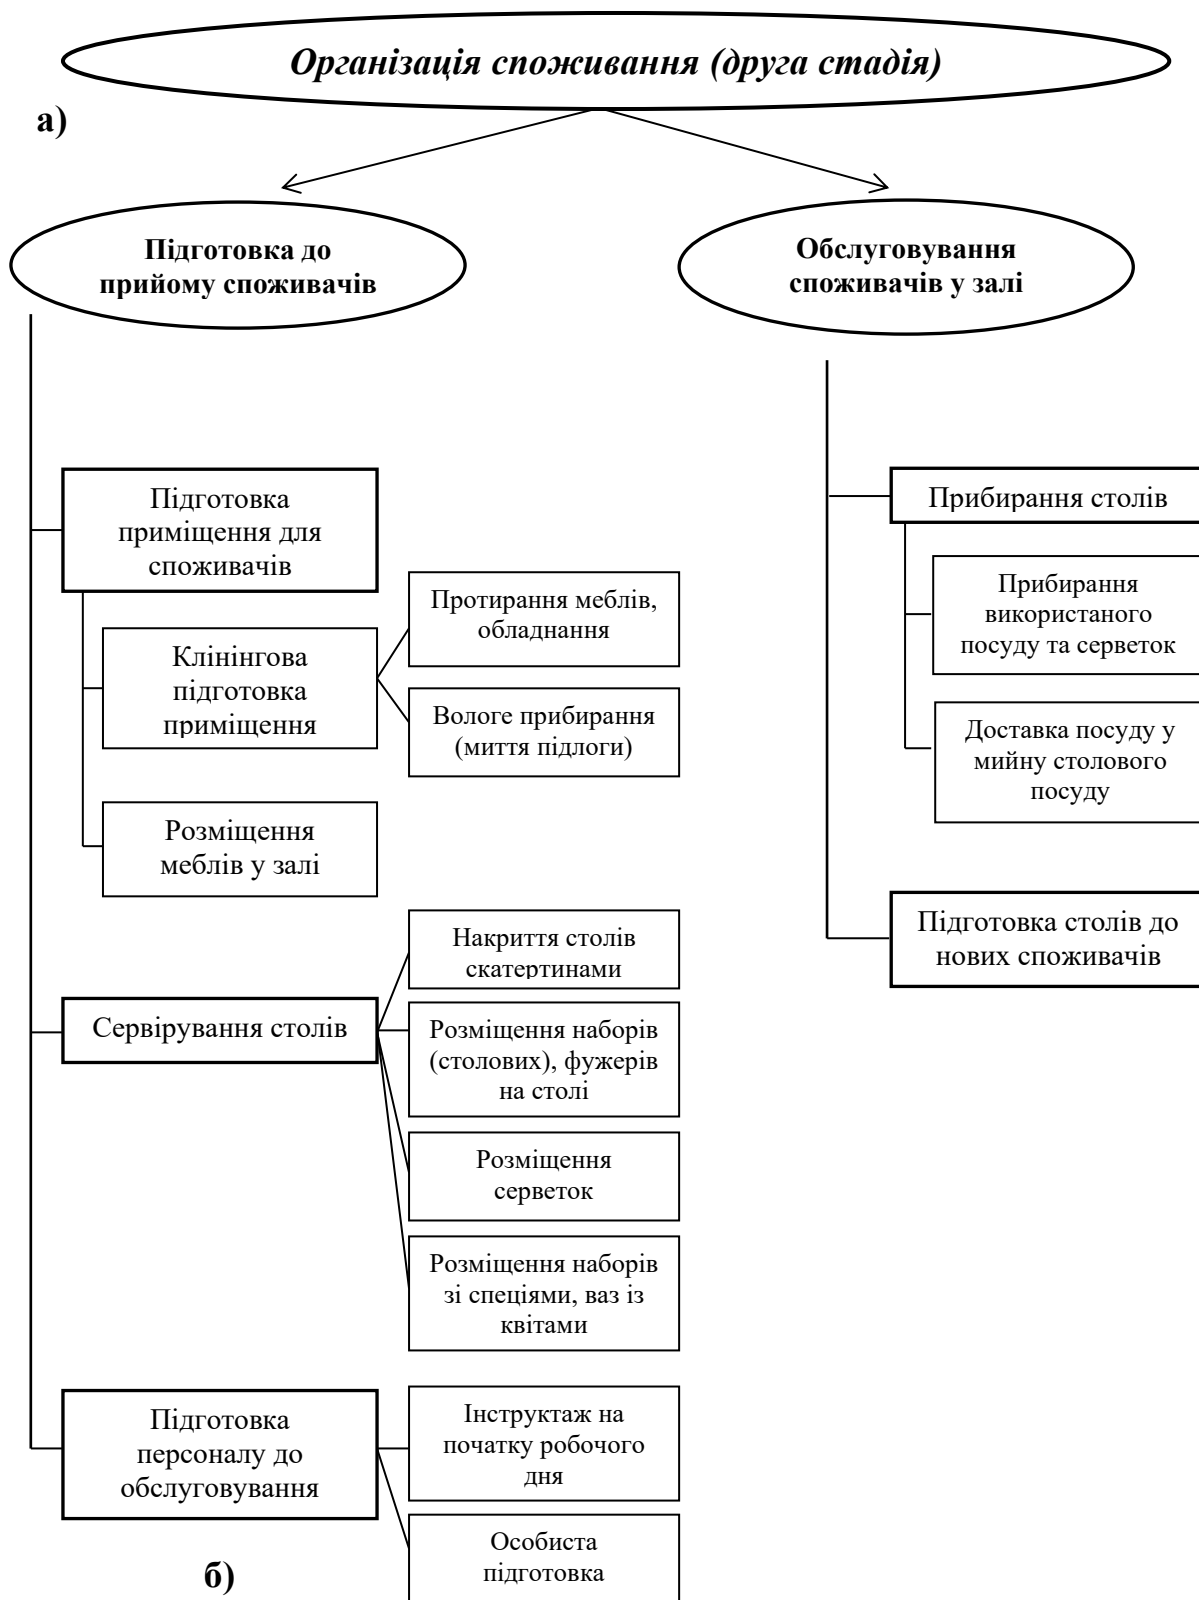 Організація споживання (друга стадія)
а)
Підготовка до
прийому споживачів
Обслуговування
споживачів у залі
Підготовка
приміщення для
споживачів
Клінінгова
підготовка
приміщення
Протирання меблів,
обладнання
Вологе прибирання
(миття підлоги)
Розміщення
меблів у залі
Сервірування столів
Накриття столів
скатертинами
Розміщення наборів
(столових), фужерів
на столі
Розміщення
серветок
Розміщення наборів
зі спеціями, ваз із
квітами
Підготовка
персоналу до
обслуговування
Інструктаж на
початку робочого
дня
Особиста
підготовка
Прибирання столів
Прибирання
використаного
посуду та серветок
Доставка посуду у
мийну столового
посуду
Підготовка столів до
нових споживачів
б)